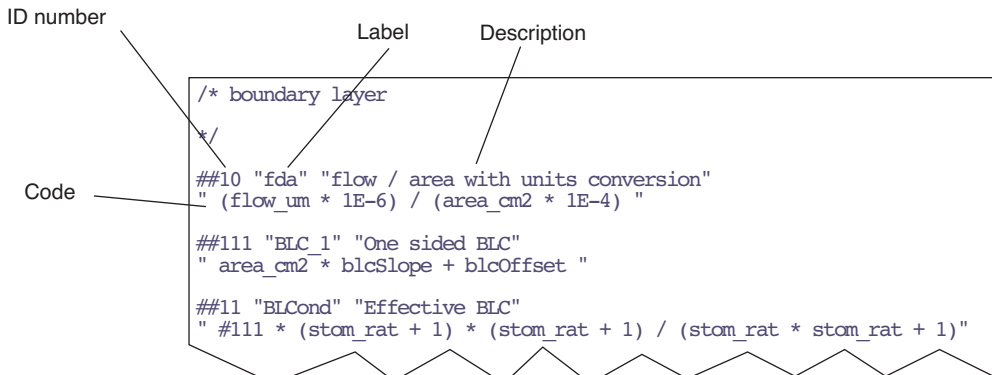 ID number
Label
Description
Code
/* boundary layer
*/
##10 "fda" "flow / area with units conversion"
" (flow_um * 1E-6) / (area_cm2 * 1E-4) "
##111 "BLC_1" "One sided BLC"
" area_cm2 * blcSlope + blcOffset "
##11 "BLCond" "Effective BLC"
" #111 * (stom_rat + 1) * (stom_rat + 1) / (stom_rat * stom_rat + 1)"